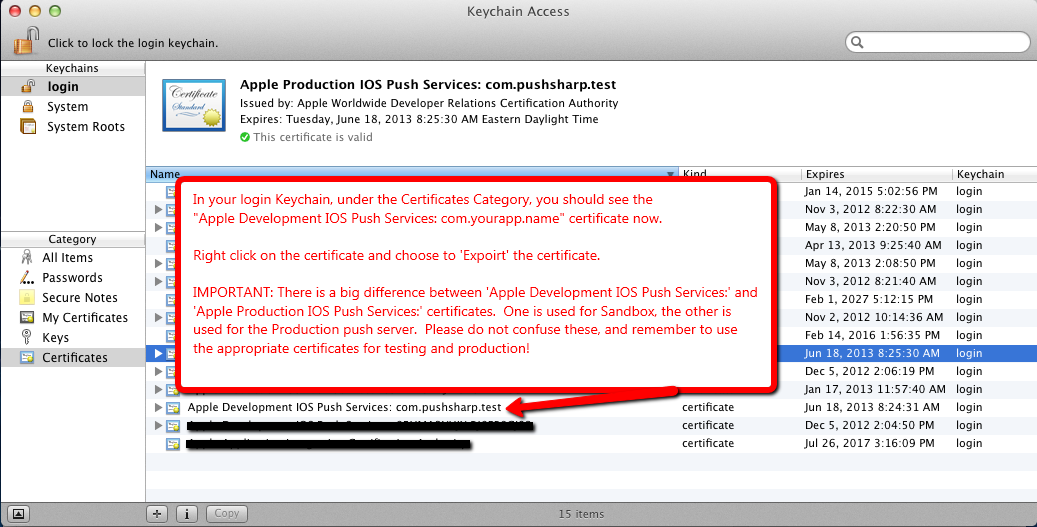 Keychain Access
Click to lock the login keychain.
Keychains
login
System
System Roots
Certificate
Standard
Apple Production IOS Push Services: com.pushsharp.test
Issued by: Apple Worldwide Developer Relations Certification Authority
Expires: Tuesday, June 18, 2013 8:25:30 AM Eastern Daylight Time
This certificate is valid
Name Kind Expires Keychain
Jan 14, 2015 5:02:56 PM login
Nov 3, 2012 8:22:30 AM login
May 8, 2013 2:20:50 PM login
Apr 13, 2013 9:25:40 AM login
May 8, 2013 2:08:50 PM login
Nov 3, 2012 8:21:40 AM login
Feb 1, 2027 5:12:15 PM login
Nov 2, 2012 10:14:36 AM login
Feb 14, 2016 1:56:35 PM login
Jun 18, 2013 8:25:30 AM login
Dec 5, 2012 2:06:19 PM login
Jan 17, 2013 11:57:40 AM login
In your login Keychain, under the Certificates Category, you should see the
"Apple Development IOS Push Services: com.yourapp.name" certificate now.
Right click on the certificate and choose to 'Expoirt' the certificate.
IMPORTANT: There is a big difference between 'Apple Development IOS Push Services:' and
'Apple Production IOS Push Services:' certificates. One is used for Sandbox, the other is
used for the Production push server. Please do not confuse these, and remember to use
the appropriate certificates for testing and production!
Apple Development IOS Push Services: com.pushsharp.test certificate Jun 18, 2013 8:24:31 AM login
certificate Dec 5, 2012 2:04:50 PM login
certificate Jul 26, 2017 3:16:09 PM login
Category
All Items
Passwords
Secure Notes
My Certificates
Keys
Certificates
Copy
15 items